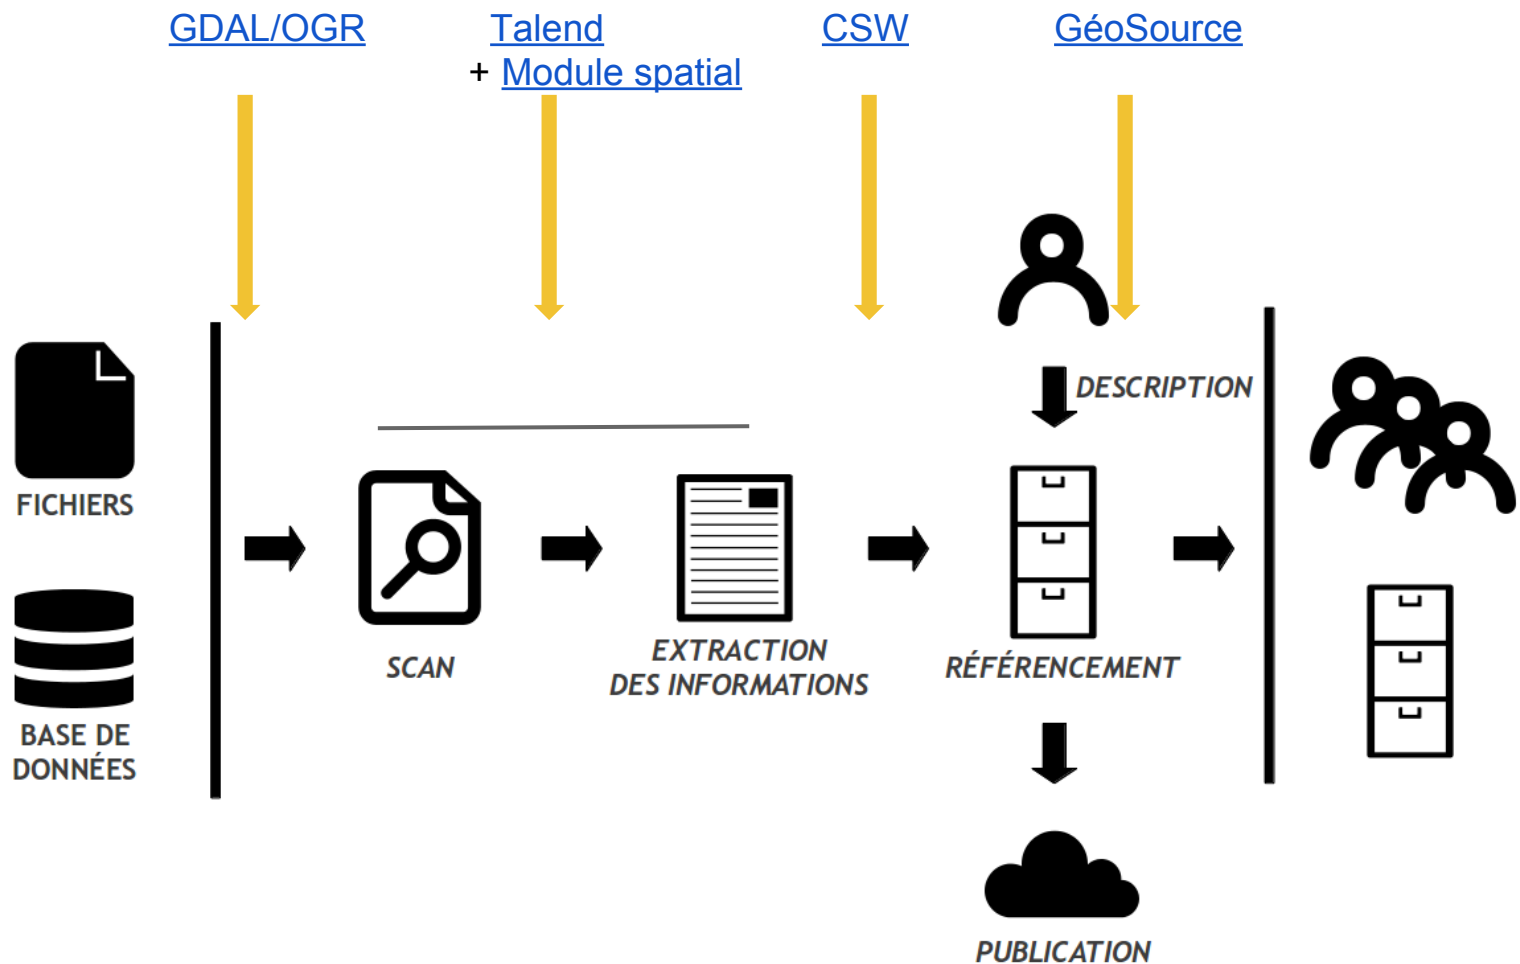 GDAL/OGR
Talend
+ Module spatial
CSW
GéoSource
DESCRIPTION
FICHIERS
BASE DE
DONNÉES
SCAN
EXTRACTION
DES INFORMATIONS
RÉFÉRENCEMENT
PUBLICATION